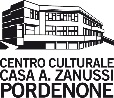 CENTRO CULTURALE
CASA A. ZANUSSI
PORDENONE